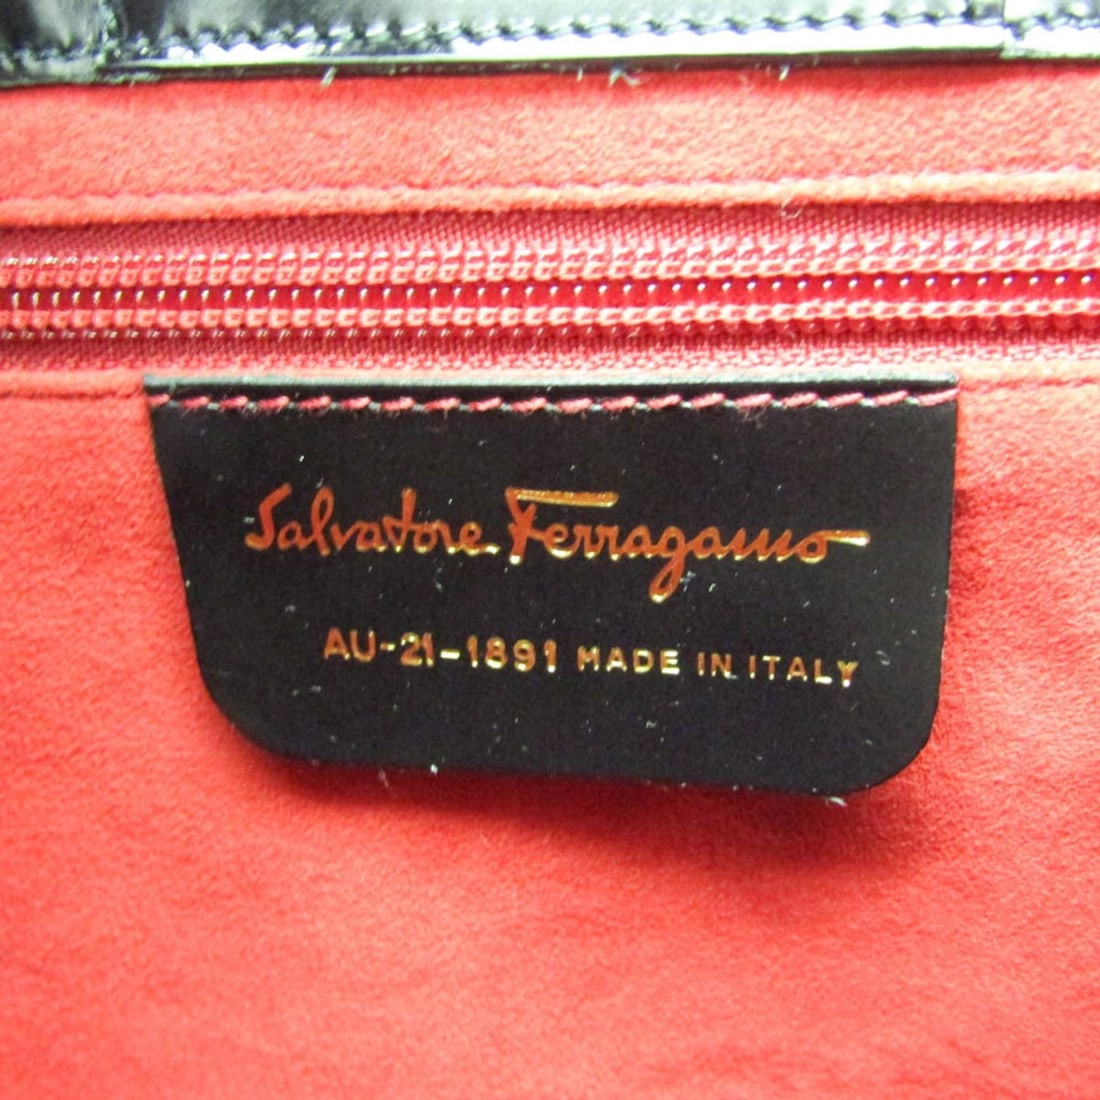 Salvatore Ferragamo
AU-21-1891 MADE IN ITALY